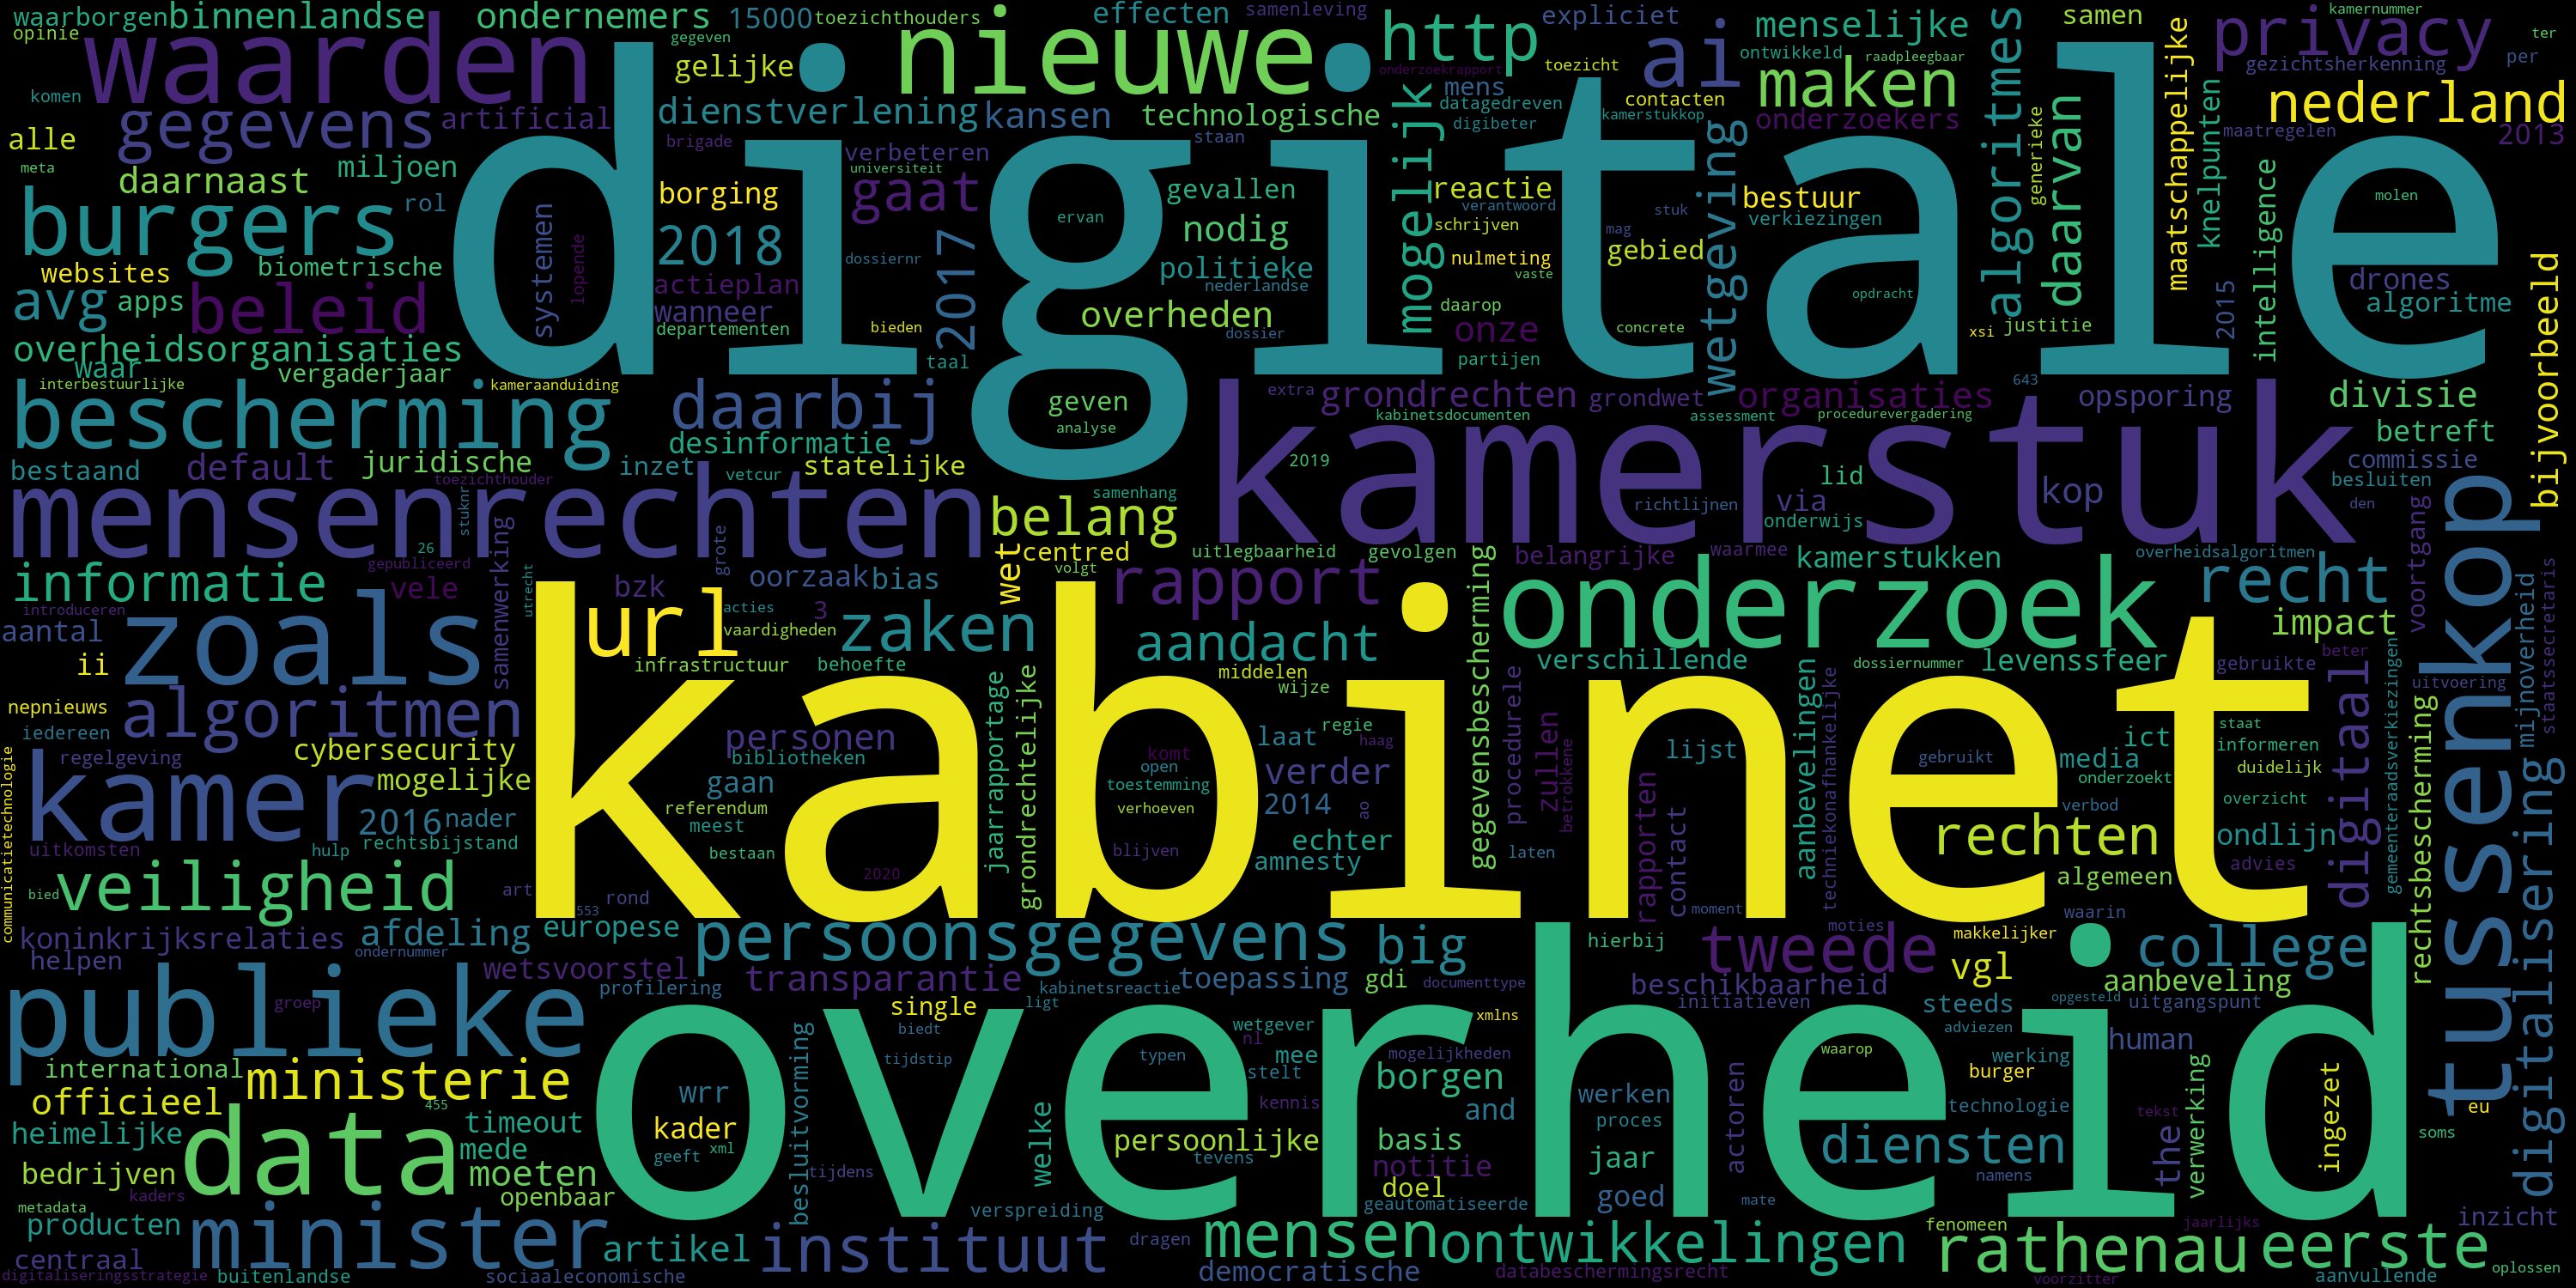 waarborgen binnenlandse ondernemers 15000 toezichthouders effecten samenleving expliciet menselijke samen kamernummer
opinie waarden gegeven nieuwe http ai ontwikkeld raadpleegbaar privacy ter
gelijke onderzoekrapport toezicht maken algoritmes maatschappelijke gezichtsherkenning per
komen gegevens artificial dienstverlening kansen technologische mens datagedreven contacten onderzoekers nederland
alle brigade staan digibeter kamerstukkop generieke maatregelen 2013
meta daarnaast miljoen verbeteren universiteit mogelijk wetgeving daarvan knelpunten
digitale
burgers rol borging gaat gevallen reactie verantwoord stuk bestuur molen
systemen lopende 2018 ervan nodig schrijven mag verkiezingen intelligence
websites biometrische dossiernr 2017 politieke nulmeting gebied bijvoorbeeld
avg apps beleid actieplan nederlandse vaste opdracht drones
wanneer overheden daarop algoritme 2015
overheidsorganisaties departementen bieden dossier onze concrete xsi justitie
waar vergaderjaar taal partijen
interbestuurlijke kameraanduiding extra grondrechten grondwet organisaties 643 opsporing divisie
bescherming daarbij geven kabinetsdocumenten assessment procedurevergadering
analyse kamerstuk betreft
bestaand default juridische desinformatie inzet vetcur statelijke 2019 lid commissie
mensenrechten toezichthouder stuknr samenhang richtlijnen via kop besluiten den
belang onderwijs tussenkop
26 samenwerking grote wet centred uitlegbaarheid gevolgen belangrijke waarmee kamerstukken overheidsalgoritmen voortgang
informatie gepubliceerd vele utrecht bzk oorzaak bias volgt rapport gegevensbescherming onderzoek recht mijnoverheid staatssecretaris
introduceren acties
aantal zoals url 3 vaardigheden zaken aandacht impact
ii infrastructuur behoefte middelen verschillende dossiernummer levenssfeer gebruikte beter
kabinet
nepnieuws algoritmen jaarrapportage grondrechtelijke wijze procedurele aanbevelingen techniekonafhankelijke digitaal uitvoering
iedereen cybersecurity personen laat regie haag zullen lijst gebruikt media ict staat informeren gemeenteraadsverkiezingen rechtsbescherming
communicatietechnologie regelgeving bibliotheken komt open duidelijk
kamer mogelijke gaan toestemming verder rapporten betrokkene onderzoekt
referendum verhoeven 2014 ao contact verbod overzicht digitalisering
2016 nader meest echter rechten ondlijn
uitkomsten hulp rechtsbijstand bestaan blijven amnesty laten advies
veiligheid 2020 algemeen
bied art rond 553 moment waarin
koninkrijksrelaties afdeling europese persoonsgegevens big hierbij tweede moties makkelijker college
helpen ondernummer wetsvoorstel transparantie toepassing gdi documenttype beschikbaarheid vgl aanbeveling
publieke groep profilering kabinetsreactie initiatieven opgesteld uitgangspunt
single ligt xmlns steeds
overheid
international biedt wetgever nl adviezen human
ministerie besluitvorming tijdstip typen mee mogelijkheden waarop werking
officieel wrr stelt borgen werken actoren burger verwerking ingezet
455 kennis and technologie eu
heimelijke data timeout kader welke persoonlijke basis proces tekst the
mede geeft xml diensten soms
bedrijven moeten tevens notitie jaar
kaders openbaar tijdens doel goed namens
metadata geautomatiseerde mate
producten minister verspreiding mensen ontwikkelingen fenomeen jaarlijks inzicht
centraal artikel instituut dragen rathenau eerste
digitaliseringsstrategie buitenlandse sociaaleconomische democratische databeschermingsrecht voorzitter aanvullende oplossen